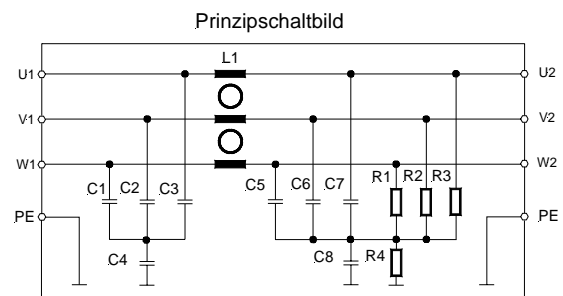 Prinzipschaltbild
L1
U1 U2
V1 V2
W1 W2
C1 C2 C3 C5 C6 C7 R1 R2 R3
PE PE
C4 C8 R4